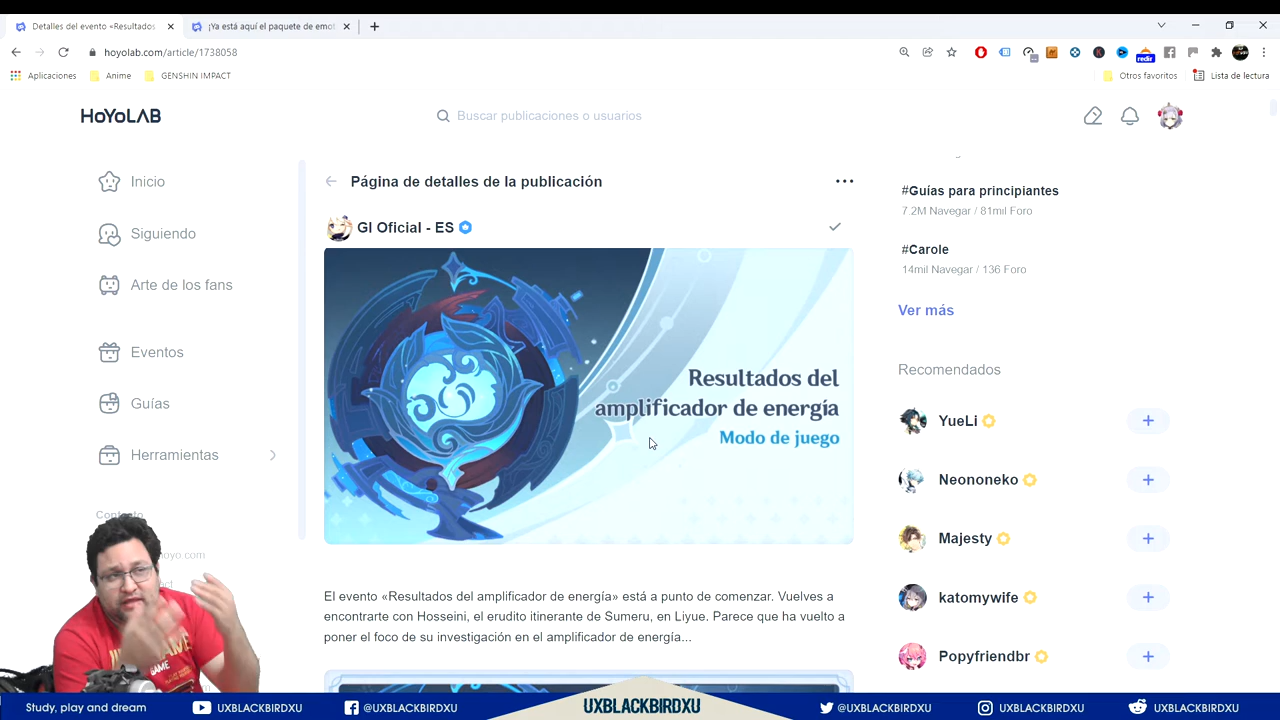 Detalles del evento «Resultados
¡Ya está aquí el paquete de emot
hoyolab.com/article/1738058
redir
Aplicaciones
Anime
GENSHIN IMPACT
Otros favoritos
Lista de lectura
HoYoLAB
Buscar publicaciones o usuarios
Inicio
Siguiendo
Arte de los fans
Eventos
Guías
Herramientas
Contacto
Página de detalles de la publicación
GI Oficial - ES
Resultados del
amplificador de energía
Modo de juego
El evento «Resultados del amplificador de energía» está a punto de comenzar. Vuelves a
encontrarte con Hosseini, el erudito itinerante de Sumeru, en Liyue. Parece que ha vuelto a
poner el foco de su investigación en el amplificador de energía...
#Guías para principiantes
7.2M Navegar / 81mil Foro
#Carole
14mil Navegar / 136 Foro
Ver más
Recomendados
YueLi
Neononeko
Majesty
katomywife
Popyfriendbr
GAME
Study, play and dream
UXBLACKBIRDXU
@UXBLACKBIRDXU
UXBLACKBIRDXU
@UXBLACKBIRDXU
UXBLACKBIRDXU
UXBLACKBIRDXU